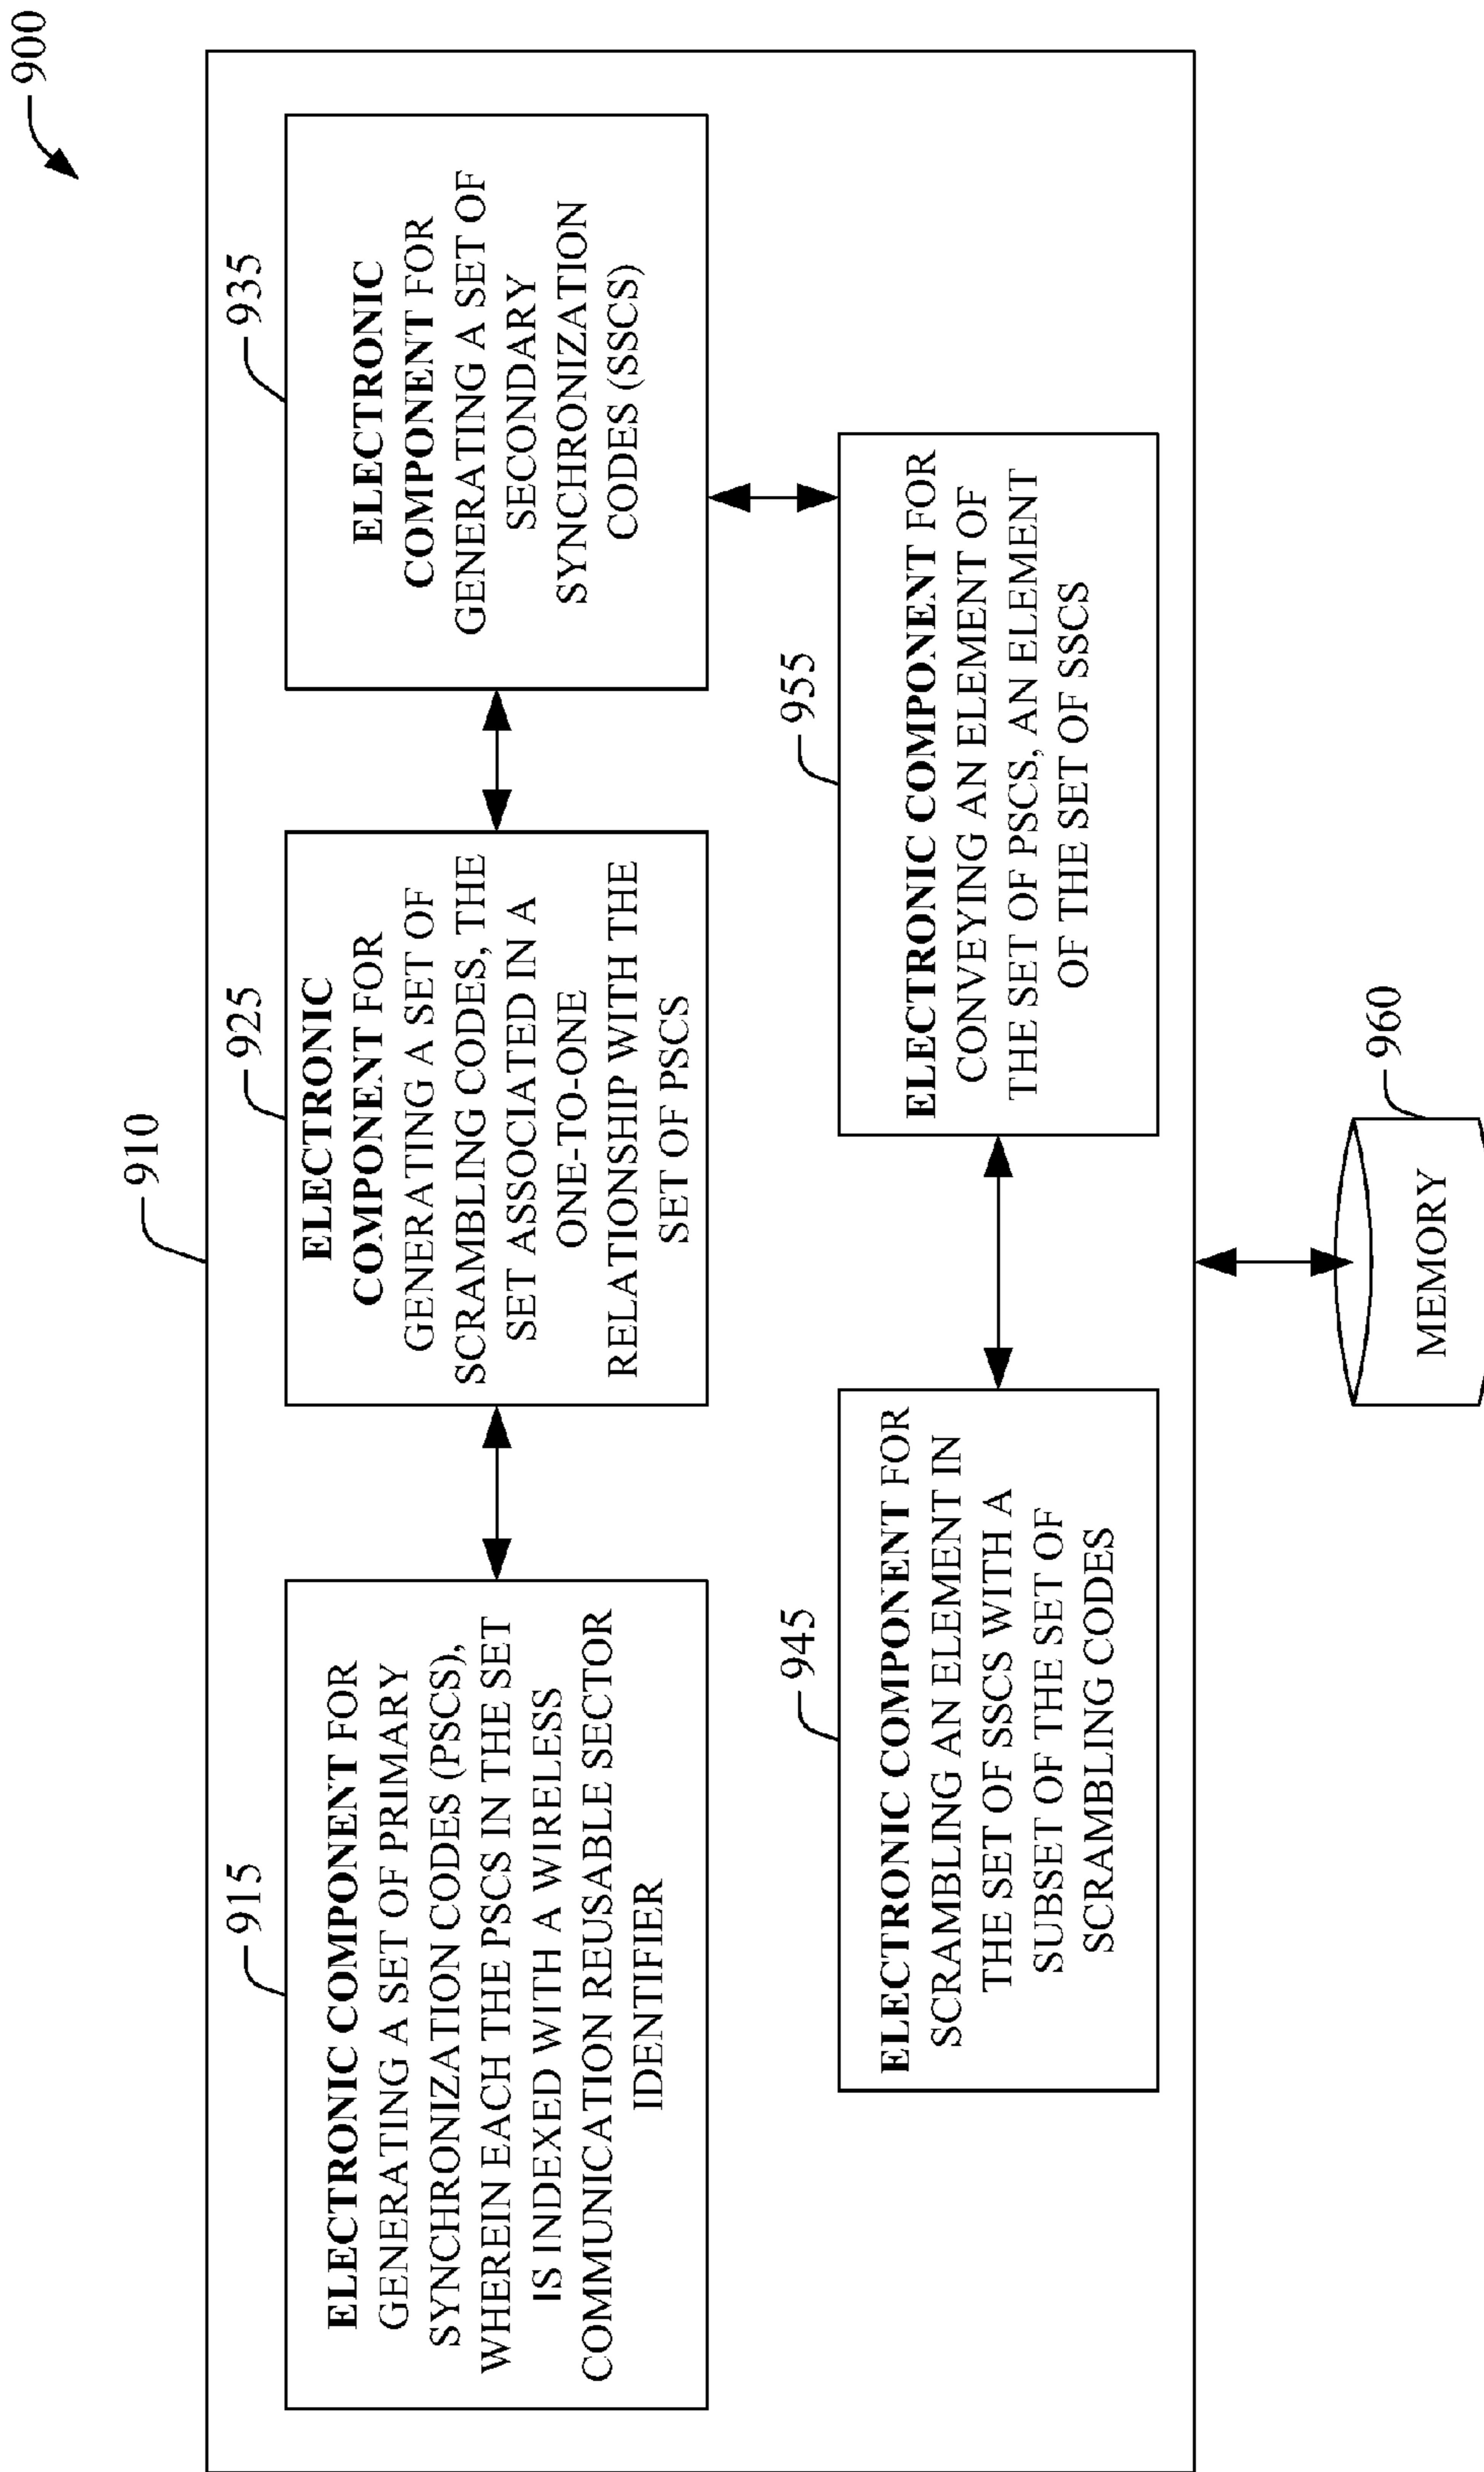 900
910
915
ELECTRONIC COMPONENT FOR
GENERATING A SET OF PRIMARY
SYNCHRONIZATION CODES (PSCS),
WHEREIN EACH THE PSCS IN THE SET
IS INDEXED WITH A WIRELESS
COMMUNICATION REUSABLE SECTOR
IDENTIFIER
925
ELECTRONIC
COMPONENT FOR
GENERATING A SET OF
SCRAMBLING CODES, THE
SET ASSOCIATED IN A
ONE-TO-ONE
RELATIONSHIP WITH THE
SET OF PSCS
935
ELECTRONIC
COMPONENT FOR
GENERATING A SET OF
SECONDARY
SYNCHRONIZATION
CODES (SSCS)
945
ELECTRONIC COMPONENT FOR
SCRAMBLING AN ELEMENT IN
THE SET OF SSCS WITH A
SUBSET OF THE SET OF
SCRAMBLING CODES
955
ELECTRONIC COMPONENT FOR
CONVEYING AN ELEMENT OF
THE SET OF PSCS, AN ELEMENT
OF THE SET OF SSCS
960
MEMORY